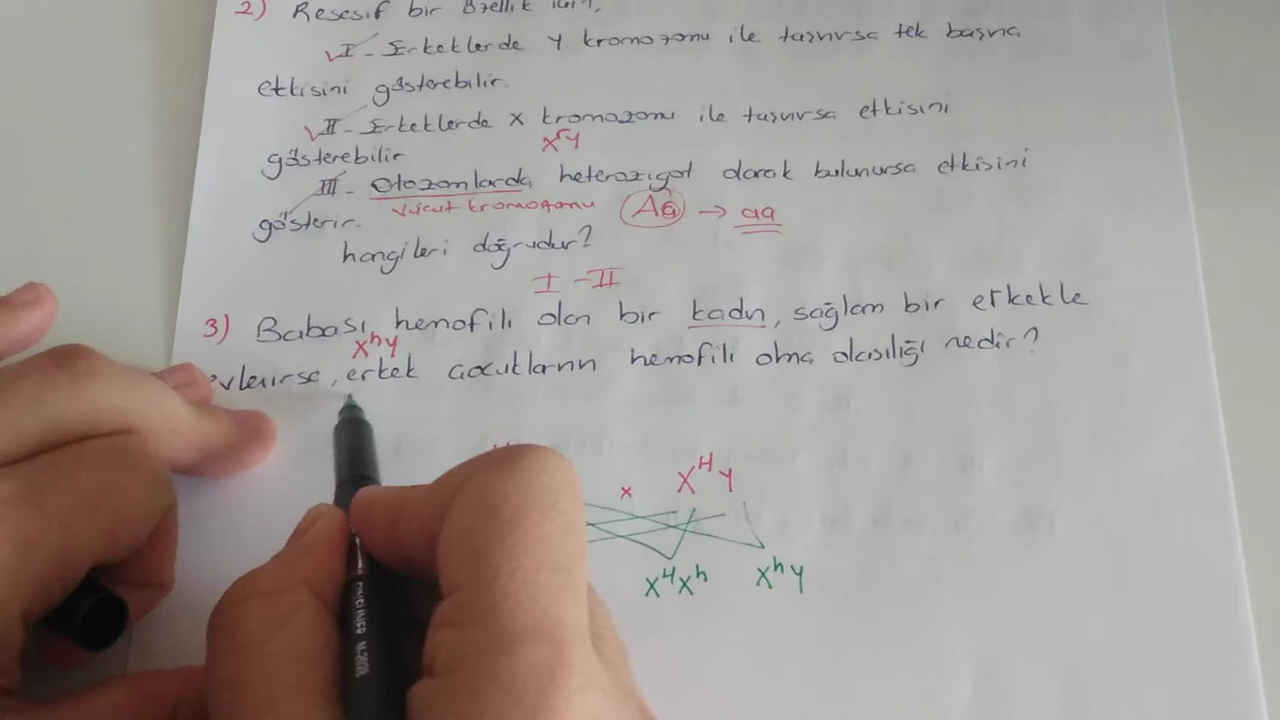 2) Resesif bir özellik için,
I - Erkeklerde Y kromozomu ile taşınırsa tek başına
etkisini gösterebilir.
II - Erkeklerde X kromozomu ile taşınırsa etkisini
gösterebilir
XʳY
III - Otozomlarda heterozigot olarak bulunursa etkisini
gösterir.
Vücut kromozomu Aa → aa
hangileri doğrudur?
I - II
3) Babası hemofili olan bir kadın, sağlam bir erkekle
XʰY
evlenirse, erkek çocukların hemofili olma olasılığı nedir?
x XᴴY
XᴴXʰ XʰY